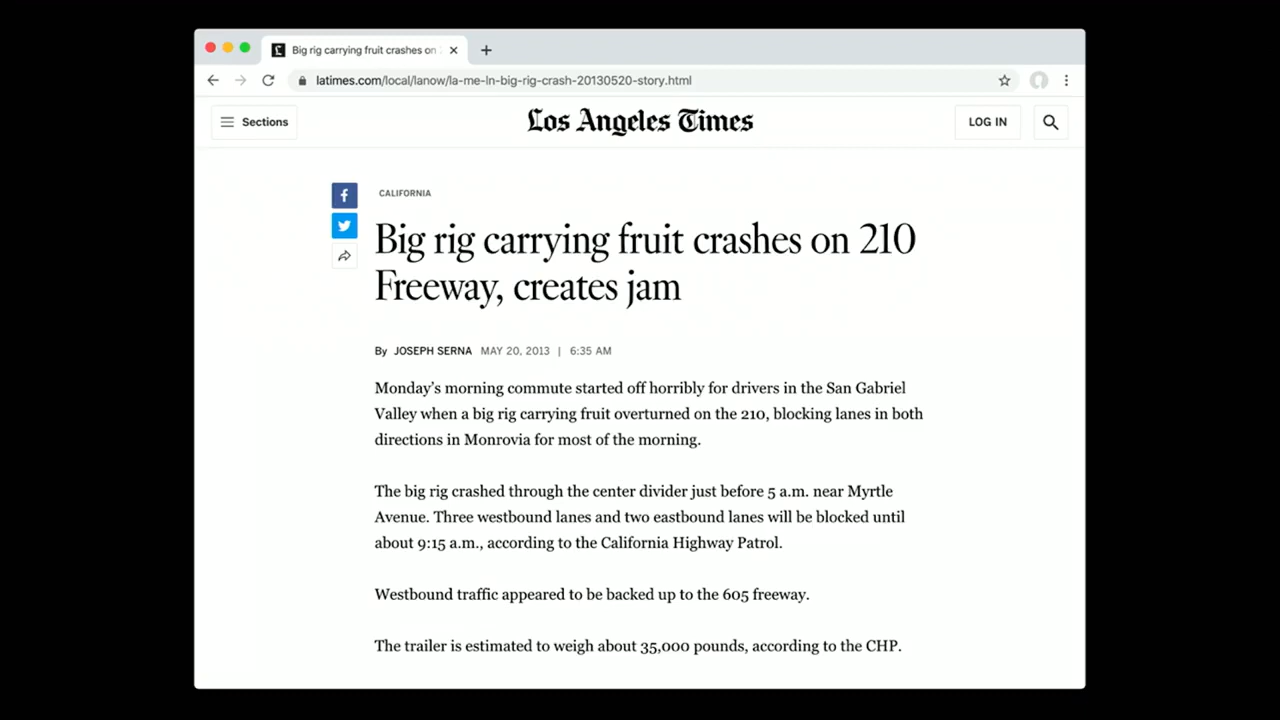 Big rig carrying fruit crashes on
latimes.com/local/lanow/la-me-ln-big-rig-crash-20130520-story.html
Sections
Los Angeles Times
LOG IN
CALIFORNIA
Big rig carrying fruit crashes on 210
Freeway, creates jam
By JOSEPH SERNA MAY 20, 2013 | 6:35 AM
Monday's morning commute started off horribly for drivers in the San Gabriel
Valley when a big rig carrying fruit overturned on the 210, blocking lanes in both
directions in Monrovia for most of the morning.
The big rig crashed through the center divider just before 5 a.m. near Myrtle
Avenue. Three westbound lanes and two eastbound lanes will be blocked until
about 9:15 a.m., according to the California Highway Patrol.
Westbound traffic appeared to be backed up to the 605 freeway.
The trailer is estimated to weigh about 35,000 pounds, according to the CHP.